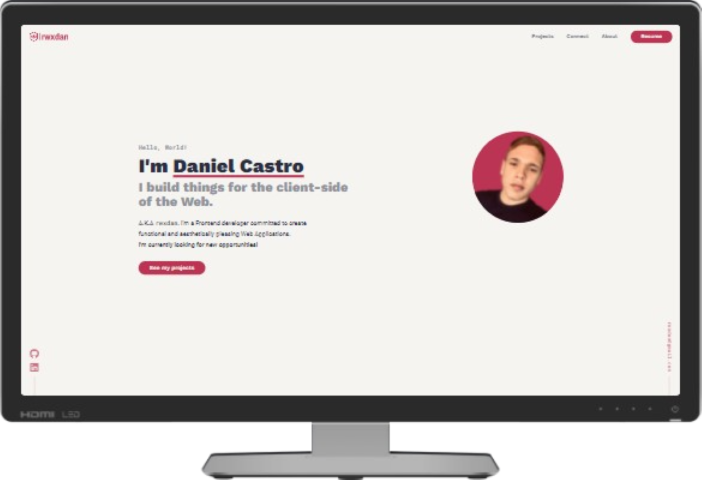 rwxdan
Projects Connect About Resume
Hello, World!
I'm Daniel Castro
I build things for the client-side
of the Web.
A.K.A rwxdan. I'm a Frontend developer committed to create
functional and aesthetically pleasing Web Applications.
I'm currently looking for new opportunities!
See my projects
HDMI LED